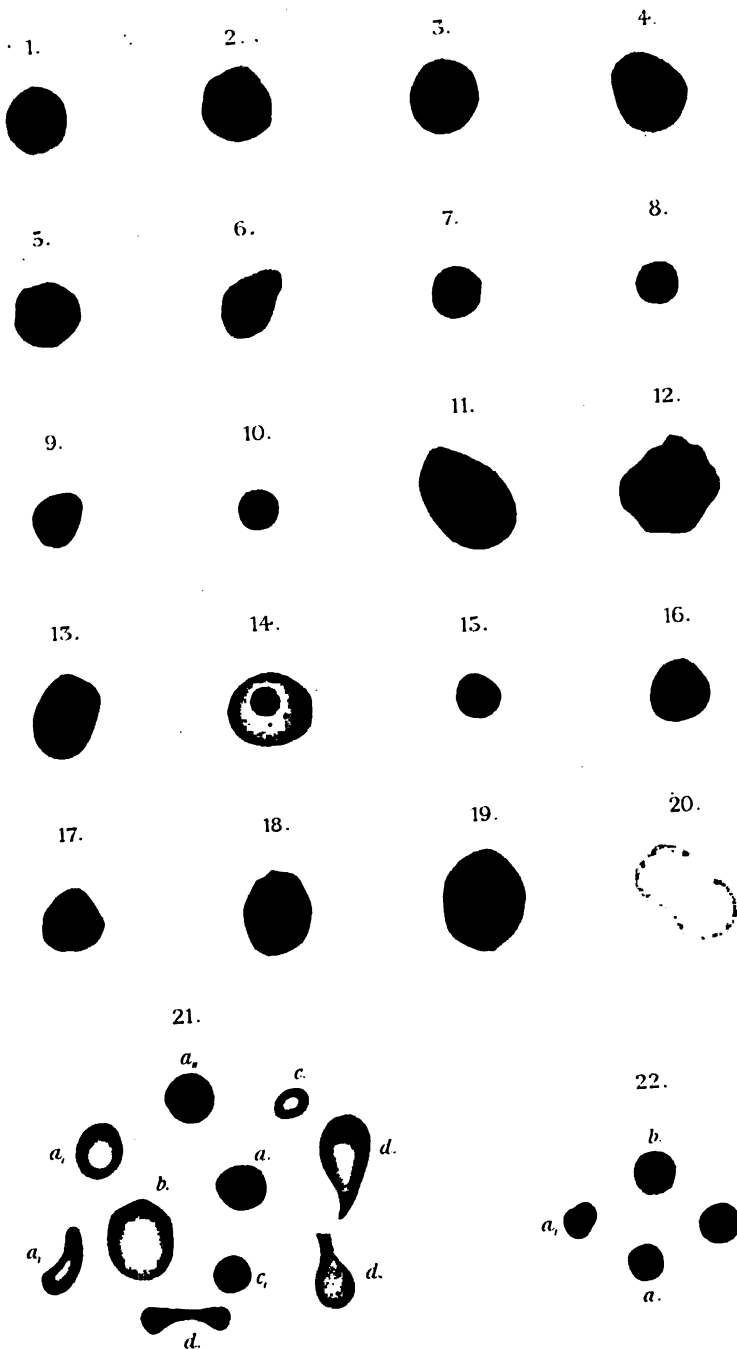 1. 2. 3. 4.
5. 6. 7. 8.
9. 10. 11. 12.
13. 14. 15. 16.
17. 18. 19. 20.
21.
a„ c.
22.
a, a. d.
b. b.
a, c, d. a,
d. a.